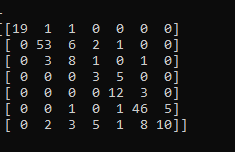 [[19 1 1 0 0 0 0]
[ 0 53 6 2 1 0 0]
[ 0 3 8 1 0 1 0]
[ 0 0 0 3 5 0 0]
[ 0 0 0 0 12 3 0]
[ 0 0 1 0 1 46 5]
[ 0 2 3 5 1 8 10]]